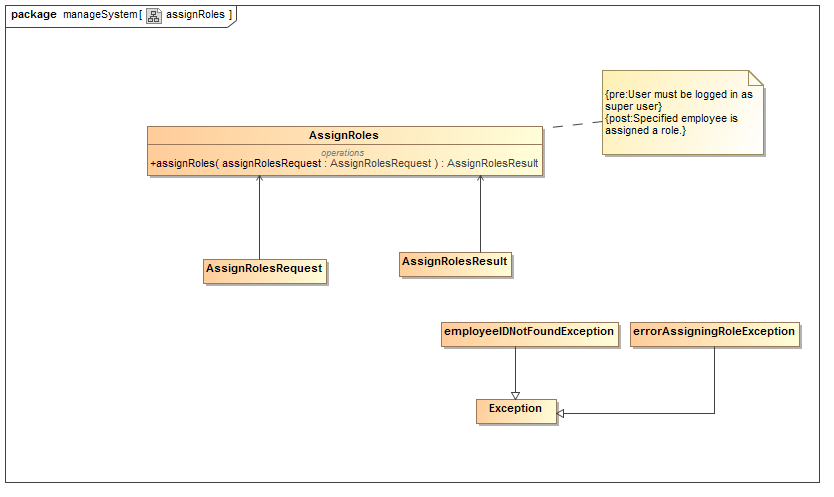 package manageSystem[ assignRoles ]
{pre:User must be logged in as
super user}
{post:Specified employee is
assigned a role.}
AssignRoles
operations
+assignRoles( assignRolesRequest : AssignRolesRequest ) : AssignRolesResult
AssignRolesRequest
AssignRolesResult
employeeIDNotFoundException
errorAssigningRoleException
Exception